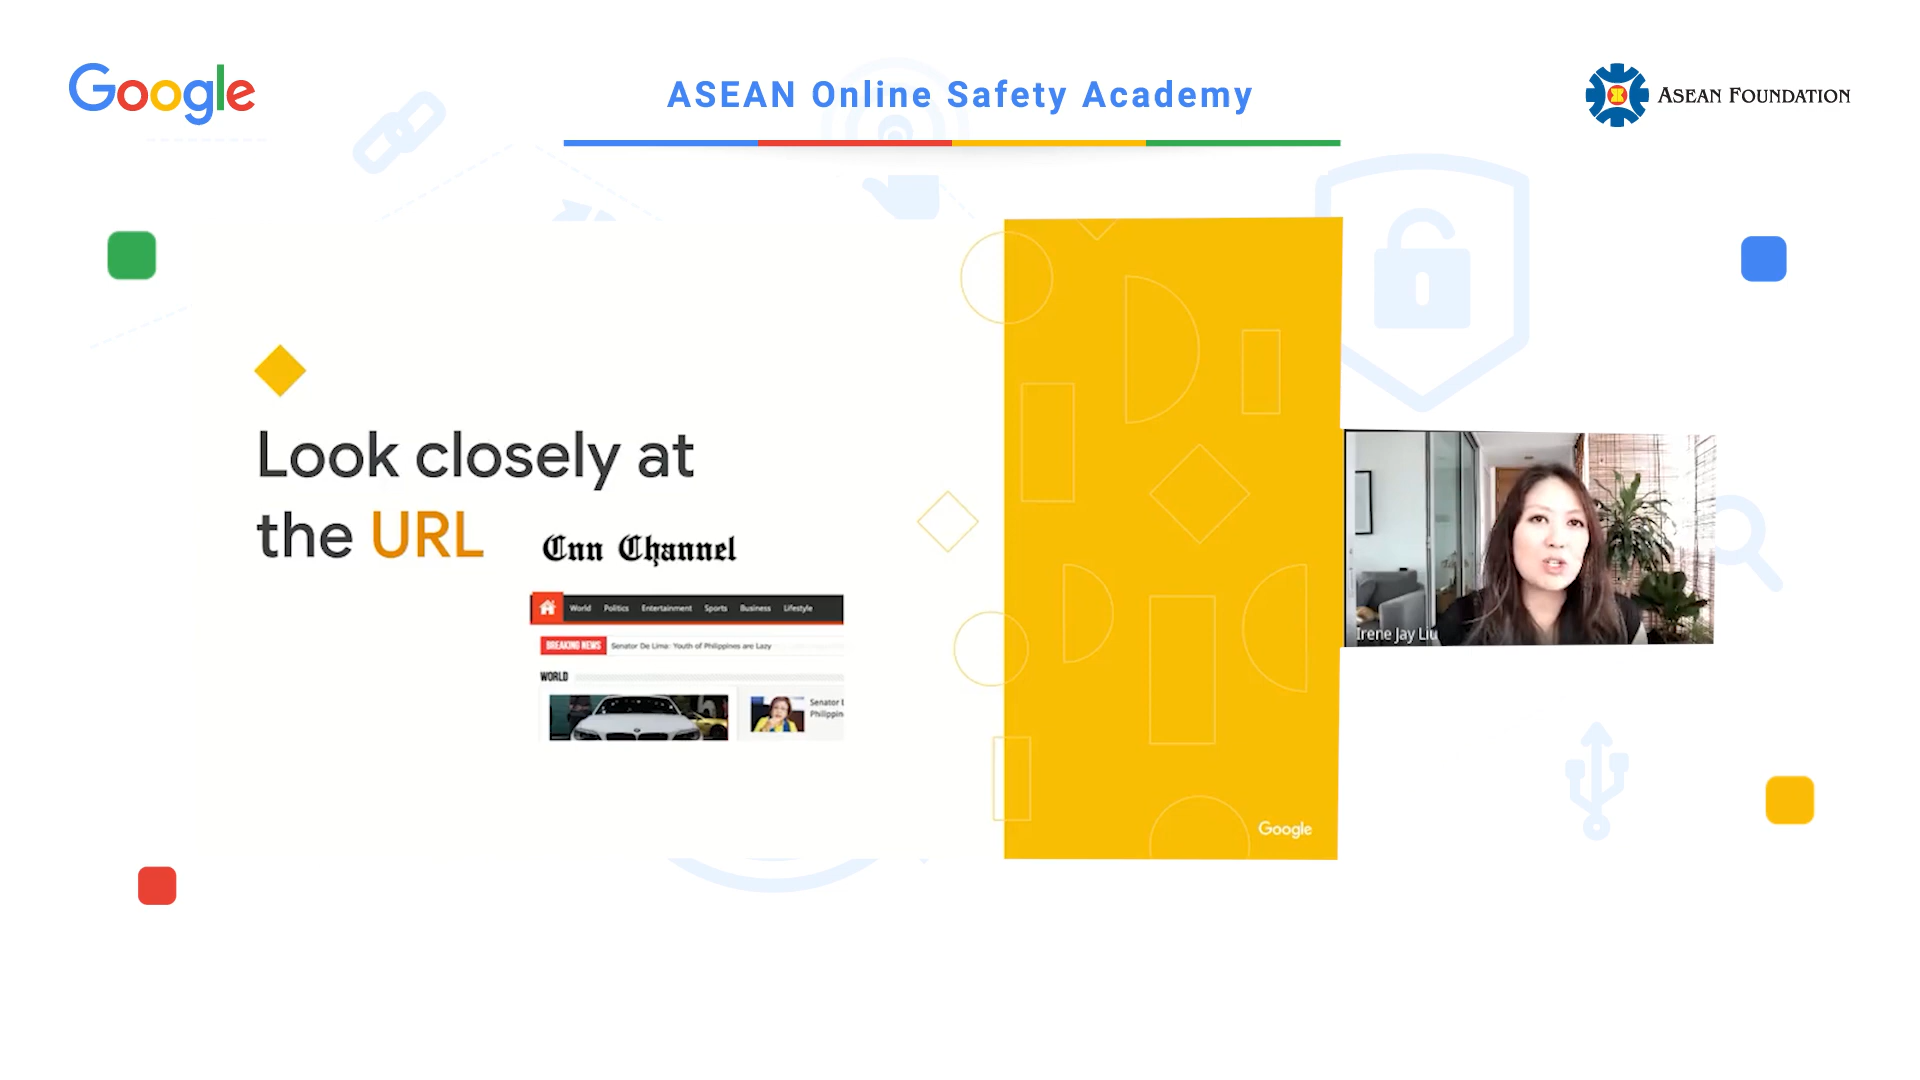 Google
ASEAN Online Safety Academy
ASEAN FOUNDATION
Look closely at
the URL
Cnn Channel
World Politics Entertainment Sports Business Lifestyle
BREAKING NEWS Senator De Lima: Youth of Philippines are Lazy
WORLD
Senator
Google
Irene Jay Liu